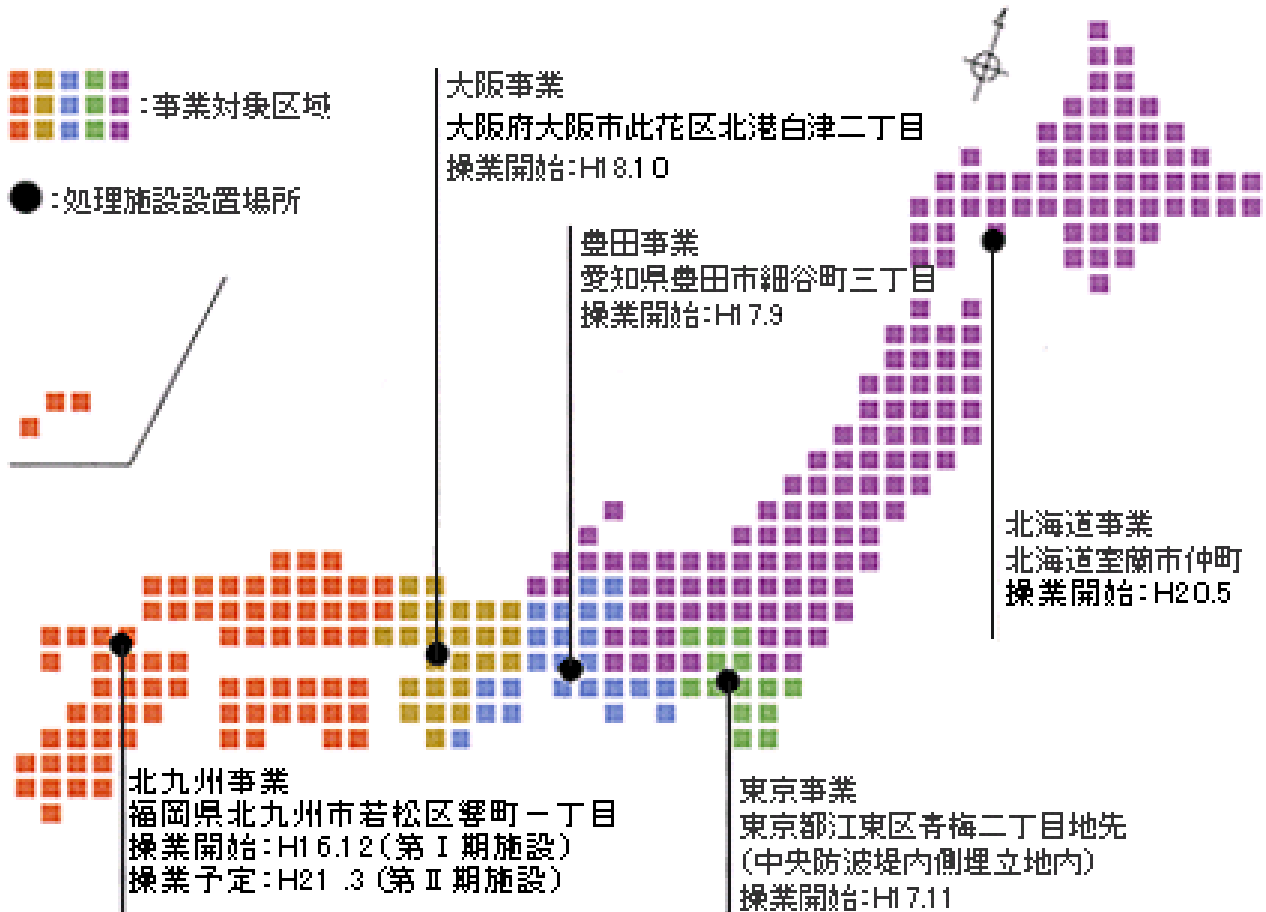 :事業対象区域
:処理施設設置場所
大阪事業
大阪府大阪市此花区北港白津二丁目
操業開始:H18.10
豊田事業
愛知県豊田市細谷町三丁目
操業開始:H17.9
北海道事業
北海道室蘭市仲町
操業開始:H20.5
北九州事業
福岡県北九州市若松区響町一丁目
操業開始:H16.12(第Ⅰ期施設)
操業予定:H21.3(第Ⅱ期施設)
東京事業
東京都江東区青梅二丁目地先
(中央防波堤内側埋立地内)
操業開始:H17.11